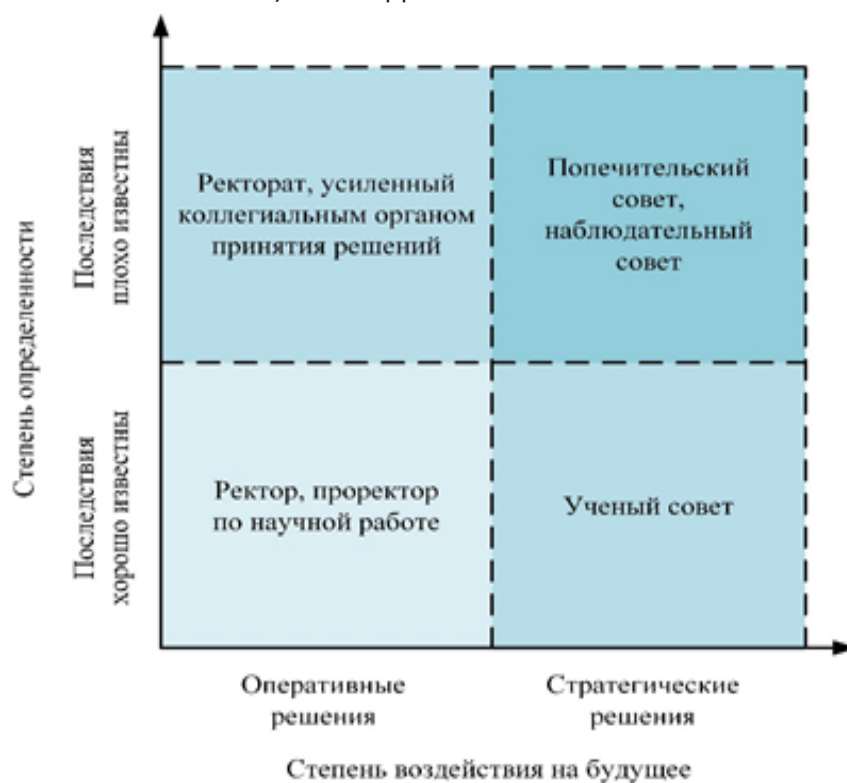 Степень определенности
Последствия
плохо известны
Последствия
хорошо известны
Ректорат, усиленный
коллегиальным органом
принятия решений
Попечительский
совет,
наблюдательный
совет
Ректор, проректор
по научной работе
Ученый совет
Оперативные
решения
Стратегические
решения
Степень воздействия на будущее